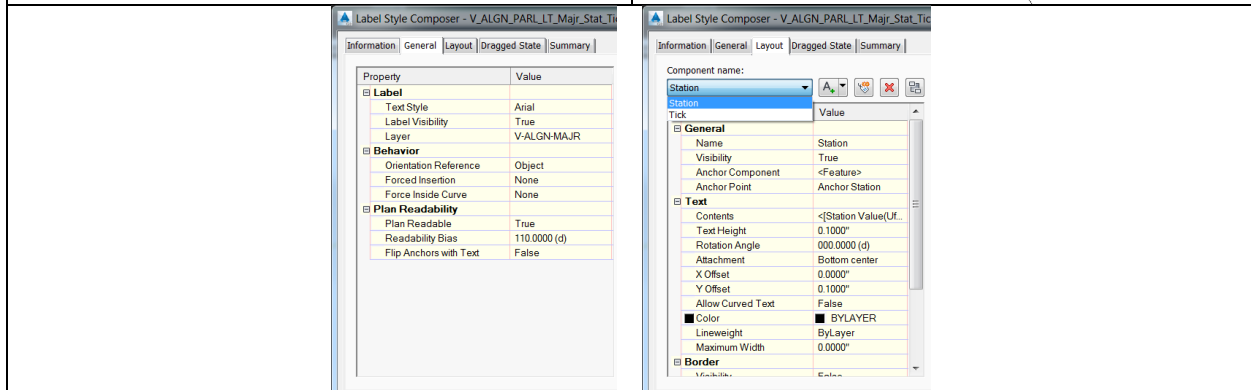 Label Style Composer - V_ALGN_PARL_LT_Majr_Stat_Tic
Information General Layout Dragged State Summary
Property Value
Label
Text Style Arial
Label Visibility True
Layer V-ALGN-MAJR
Behavior
Orientation Reference Object
Forced Insertion None
Force Inside Curve None
Plan Readability
Plan Readable True
Readability Bias 110.0000 (d)
Flip Anchors with Text False
Label Style Composer - V_ALGN_PARL_LT_Majr_Stat_Tic
Information General Layout Dragged State Summary
Component name:
Station
Station
Tick Value
General
Name Station
Visibility True
Anchor Component <Feature>
Anchor Point Anchor Station
Text
Contents <[Station Value(Uf...
Text Height 0.1000"
Rotation Angle 000.0000 (d)
Attachment Bottom center
X Offset 0.0000"
Y Offset 0.1000"
Allow Curved Text False
Color BYLAYER
Lineweight ByLayer
Maximum Width 0.0000"
Border
Visibility False